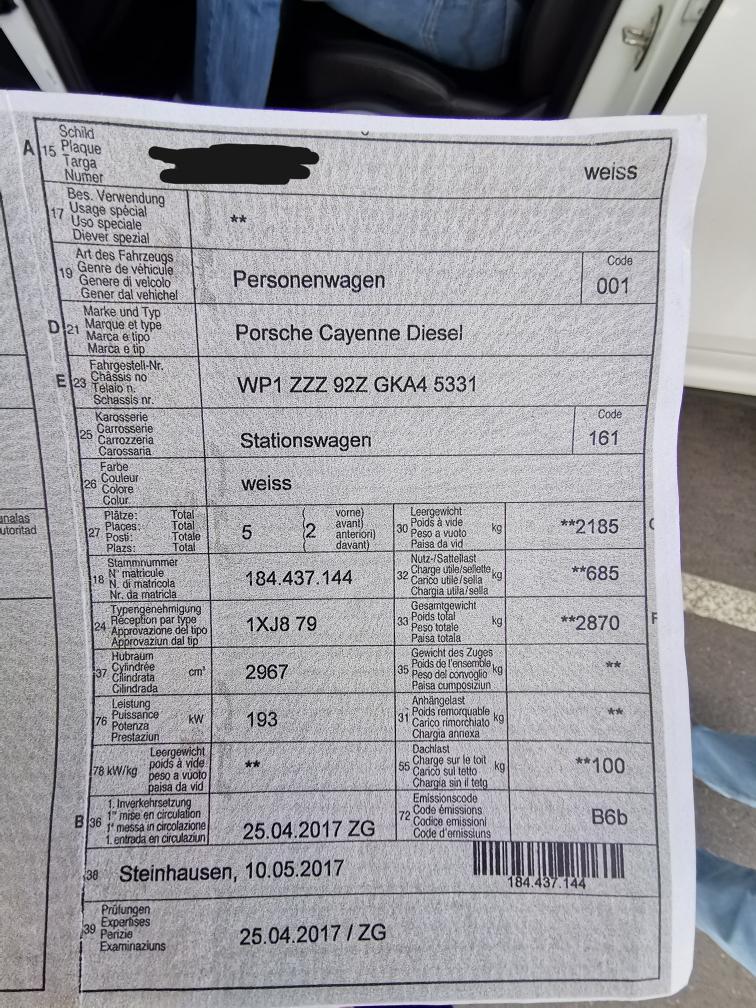 A 15 Schild
Plaque
Targa
Numer
weiss
17 Bes. Verwendung
Usage spécial
Uso speciale
Diever spezial
**
19 Art des Fahrzeugs
Genre de véhicule
Genere di veicolo
Gener dal vehichel
Personenwagen
Code
001
D 21 Marke und Typ
Marque et type
Marca e tipo
Marca e tip
Porsche Cayenne Diesel
E 23 Fahrgestell-Nr.
Châssis no
Telaio n.
Schassis nr.
WP1 ZZZ 92Z GKA4 5331
25 Karosserie
Carrosserie
Carrozzeria
Carossaria
Stationswagen
Code
161
26 Farbe
Couleur
Colore
Colur
weiss
27 Plätze: Total
Places: Total
Posti: Totale
Plazs: Total
5
(2 vorne)
avant)
anteriori)
davant)
30 Leergewicht
Poids à vide
Peso a vuoto
Paisa da vid
kg
**2185
18 Stammnummer
N° matricule
N. di matricola
Nr. da matricla
184.437.144
32 Nutz-/Sattellast
Charge utile/sellette
Carico utile/sella
Chargia utila/sella
kg
**685
24 Typengenehmigung
Réception par type
Approvazione del tipo
Approvaziun dal tip
1XJ8 79
33 Gesamtgewicht
Poids total
Peso totale
Paisa totala
kg
**2870
F
37 Hubraum
Cylindrée
Cilindrata
Cilindrada
cm³
2967
35 Gewicht des Zuges
Poids de l'ensemble
Peso del convoglio
Paisa cumposiziun
kg
**
76 Leistung
Puissance
Potenza
Prestaziun
kW
193
31 Anhängelast
Poids remorquable
Carico rimorchiato
Chargia annexa
kg
**
78 kW/kg
Leergewicht
poids à vide
peso a vuoto
paisa da vid
**
55 Dachlast
Charge sur le toit
Carico sul tetto
Chargia sin il tetg
kg
**100
B 36 1. Inverkehrsetzung
1re mise en circulation
1a messa in circolazione
1. entrada en circulaziun
25.04.2017 ZG
72 Emissionscode
Code émissions
Codice emissioni
Code d'emissiuns
B6b
38 Steinhausen, 10.05.2017
184.437.144
39 Prüfungen
Expertises
Perizie
Examinaziuns
25.04.2017 / ZG